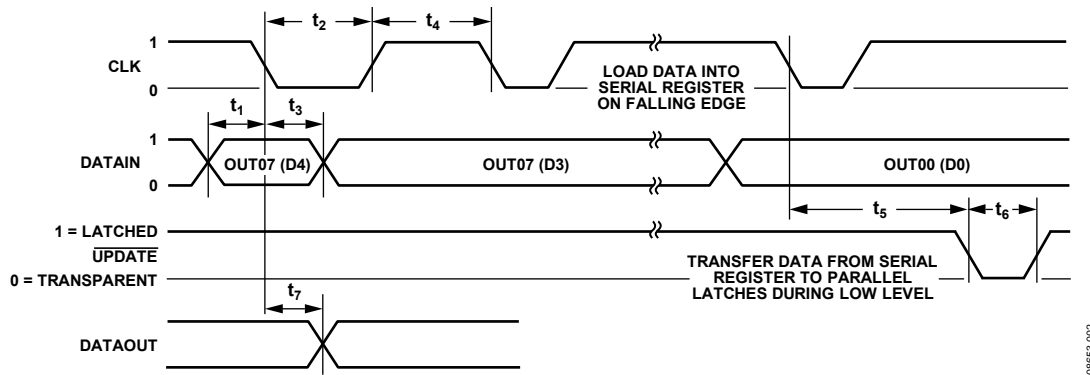 t2
t4
1
CLK
0
LOAD DATA INTO
SERIAL REGISTER
ON FALLING EDGE
t1
t3
1
DATAIN
0
OUT07 (D4)
OUT07 (D3)
OUT00 (D0)
t5
t6
1 = LATCHED
UPDATE
0 = TRANSPARENT
TRANSFER DATA FROM SERIAL
REGISTER TO PARALLEL
LATCHES DURING LOW LEVEL
t7
DATAOUT